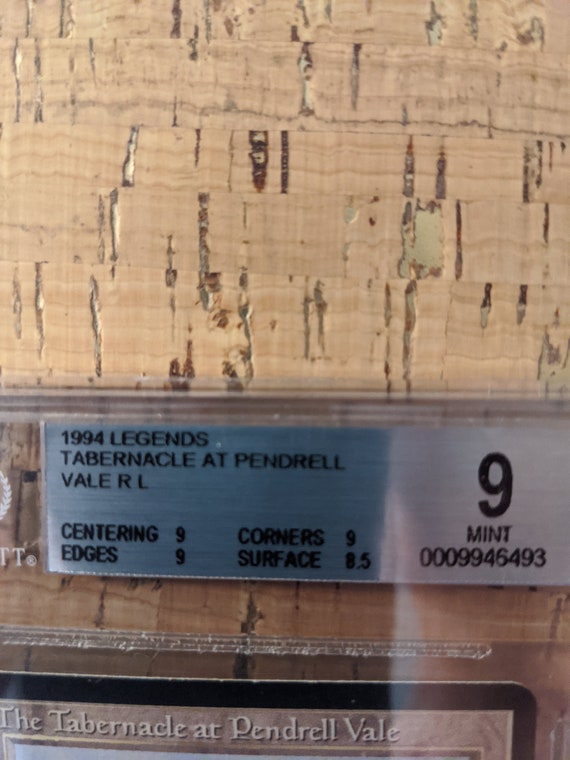 1994 LEGENDS
TABERNACLE AT PENDRELL
VALE R L
CENTERING 9 CORNERS 9
EDGES 9 SURFACE 8.5
9
MINT
0009946493
TT®
The Tabernacle at Pendrell Vale